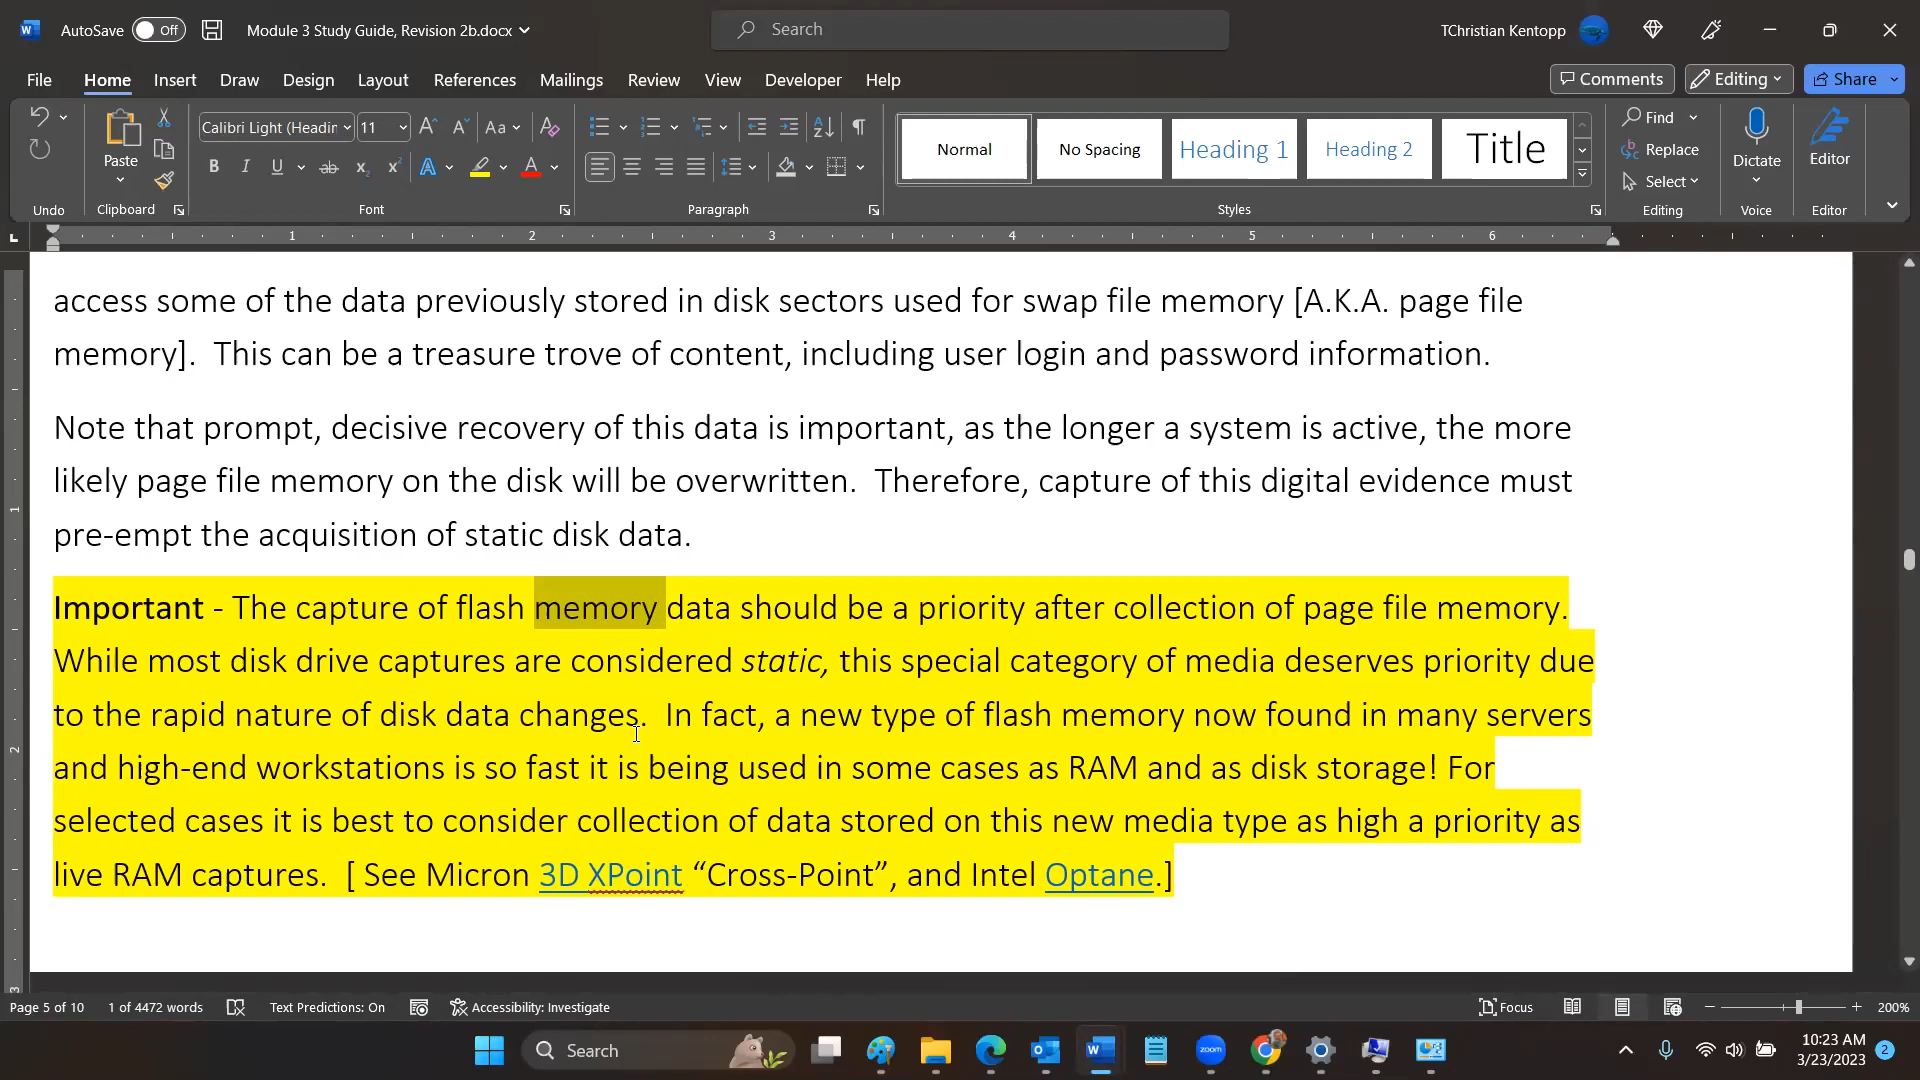 AutoSave Off Module 3 Study Guide, Revision 2b.docx Search TChristian Kentopp
File Home Insert Draw Design Layout References Mailings Review View Developer Help Comments Editing Share
Calibri Light (Headin 11 Aa
Paste
B I U ab x₂ x² A A
Normal No Spacing Heading 1 Heading 2 Title
Find
Replace
Select
Dictate
Editor
Undo Clipboard Font Paragraph Styles Editing Voice Editor
1 2 3 4 5 6
access some of the data previously stored in disk sectors used for swap file memory [A.K.A. page file
memory].  This can be a treasure trove of content, including user login and password information.
Note that prompt, decisive recovery of this data is important, as the longer a system is active, the more
likely page file memory on the disk will be overwritten.  Therefore, capture of this digital evidence must
pre-empt the acquisition of static disk data.
Important - The capture of flash memory data should be a priority after collection of page file memory.
While most disk drive captures are considered static, this special category of media deserves priority due
to the rapid nature of disk data changes.  In fact, a new type of flash memory now found in many servers
and high-end workstations is so fast it is being used in some cases as RAM and as disk storage! For
selected cases it is best to consider collection of data stored on this new media type as high a priority as
live RAM captures.  [ See Micron 3D XPoint “Cross-Point”, and Intel Optane.]
Page 5 of 10 1 of 4472 words Text Predictions: On Accessibility: Investigate Focus 200%
Search zoom 10:23 AM
3/23/2023 2